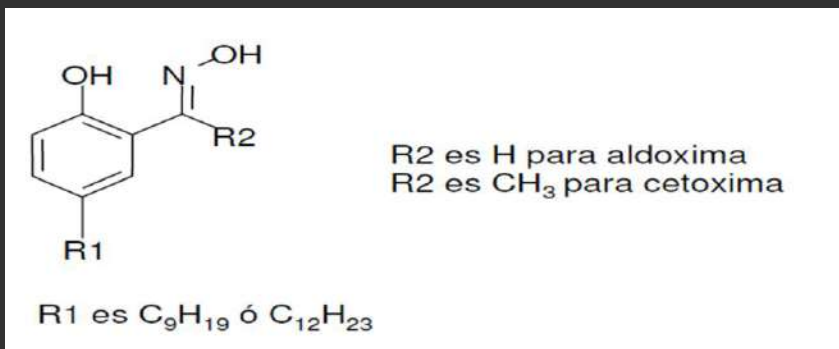 OH
N
OH
R2
R1
R2 es H para aldoxima
R2 es CH₃ para cetoxima
R1 es C₉H₁₉ ó C₁₂H₂₃